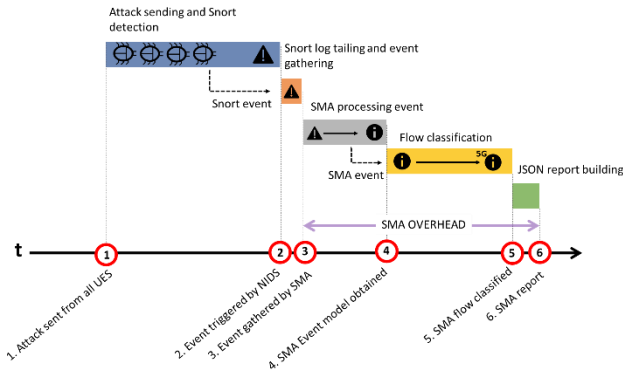 Attack sending and Snort
detection
Snort log tailing and event
gathering
Snort event
SMA processing event
Flow classification
5G
SMA event
JSON report building
SMA OVERHEAD
t
1
2
3
4
5
6
1. Attack sent from all UES
2. Event triggered by NIDS
3. Event gathered by SMA
4. SMA Event model obtained
5. SMA flow classified
6. SMA report